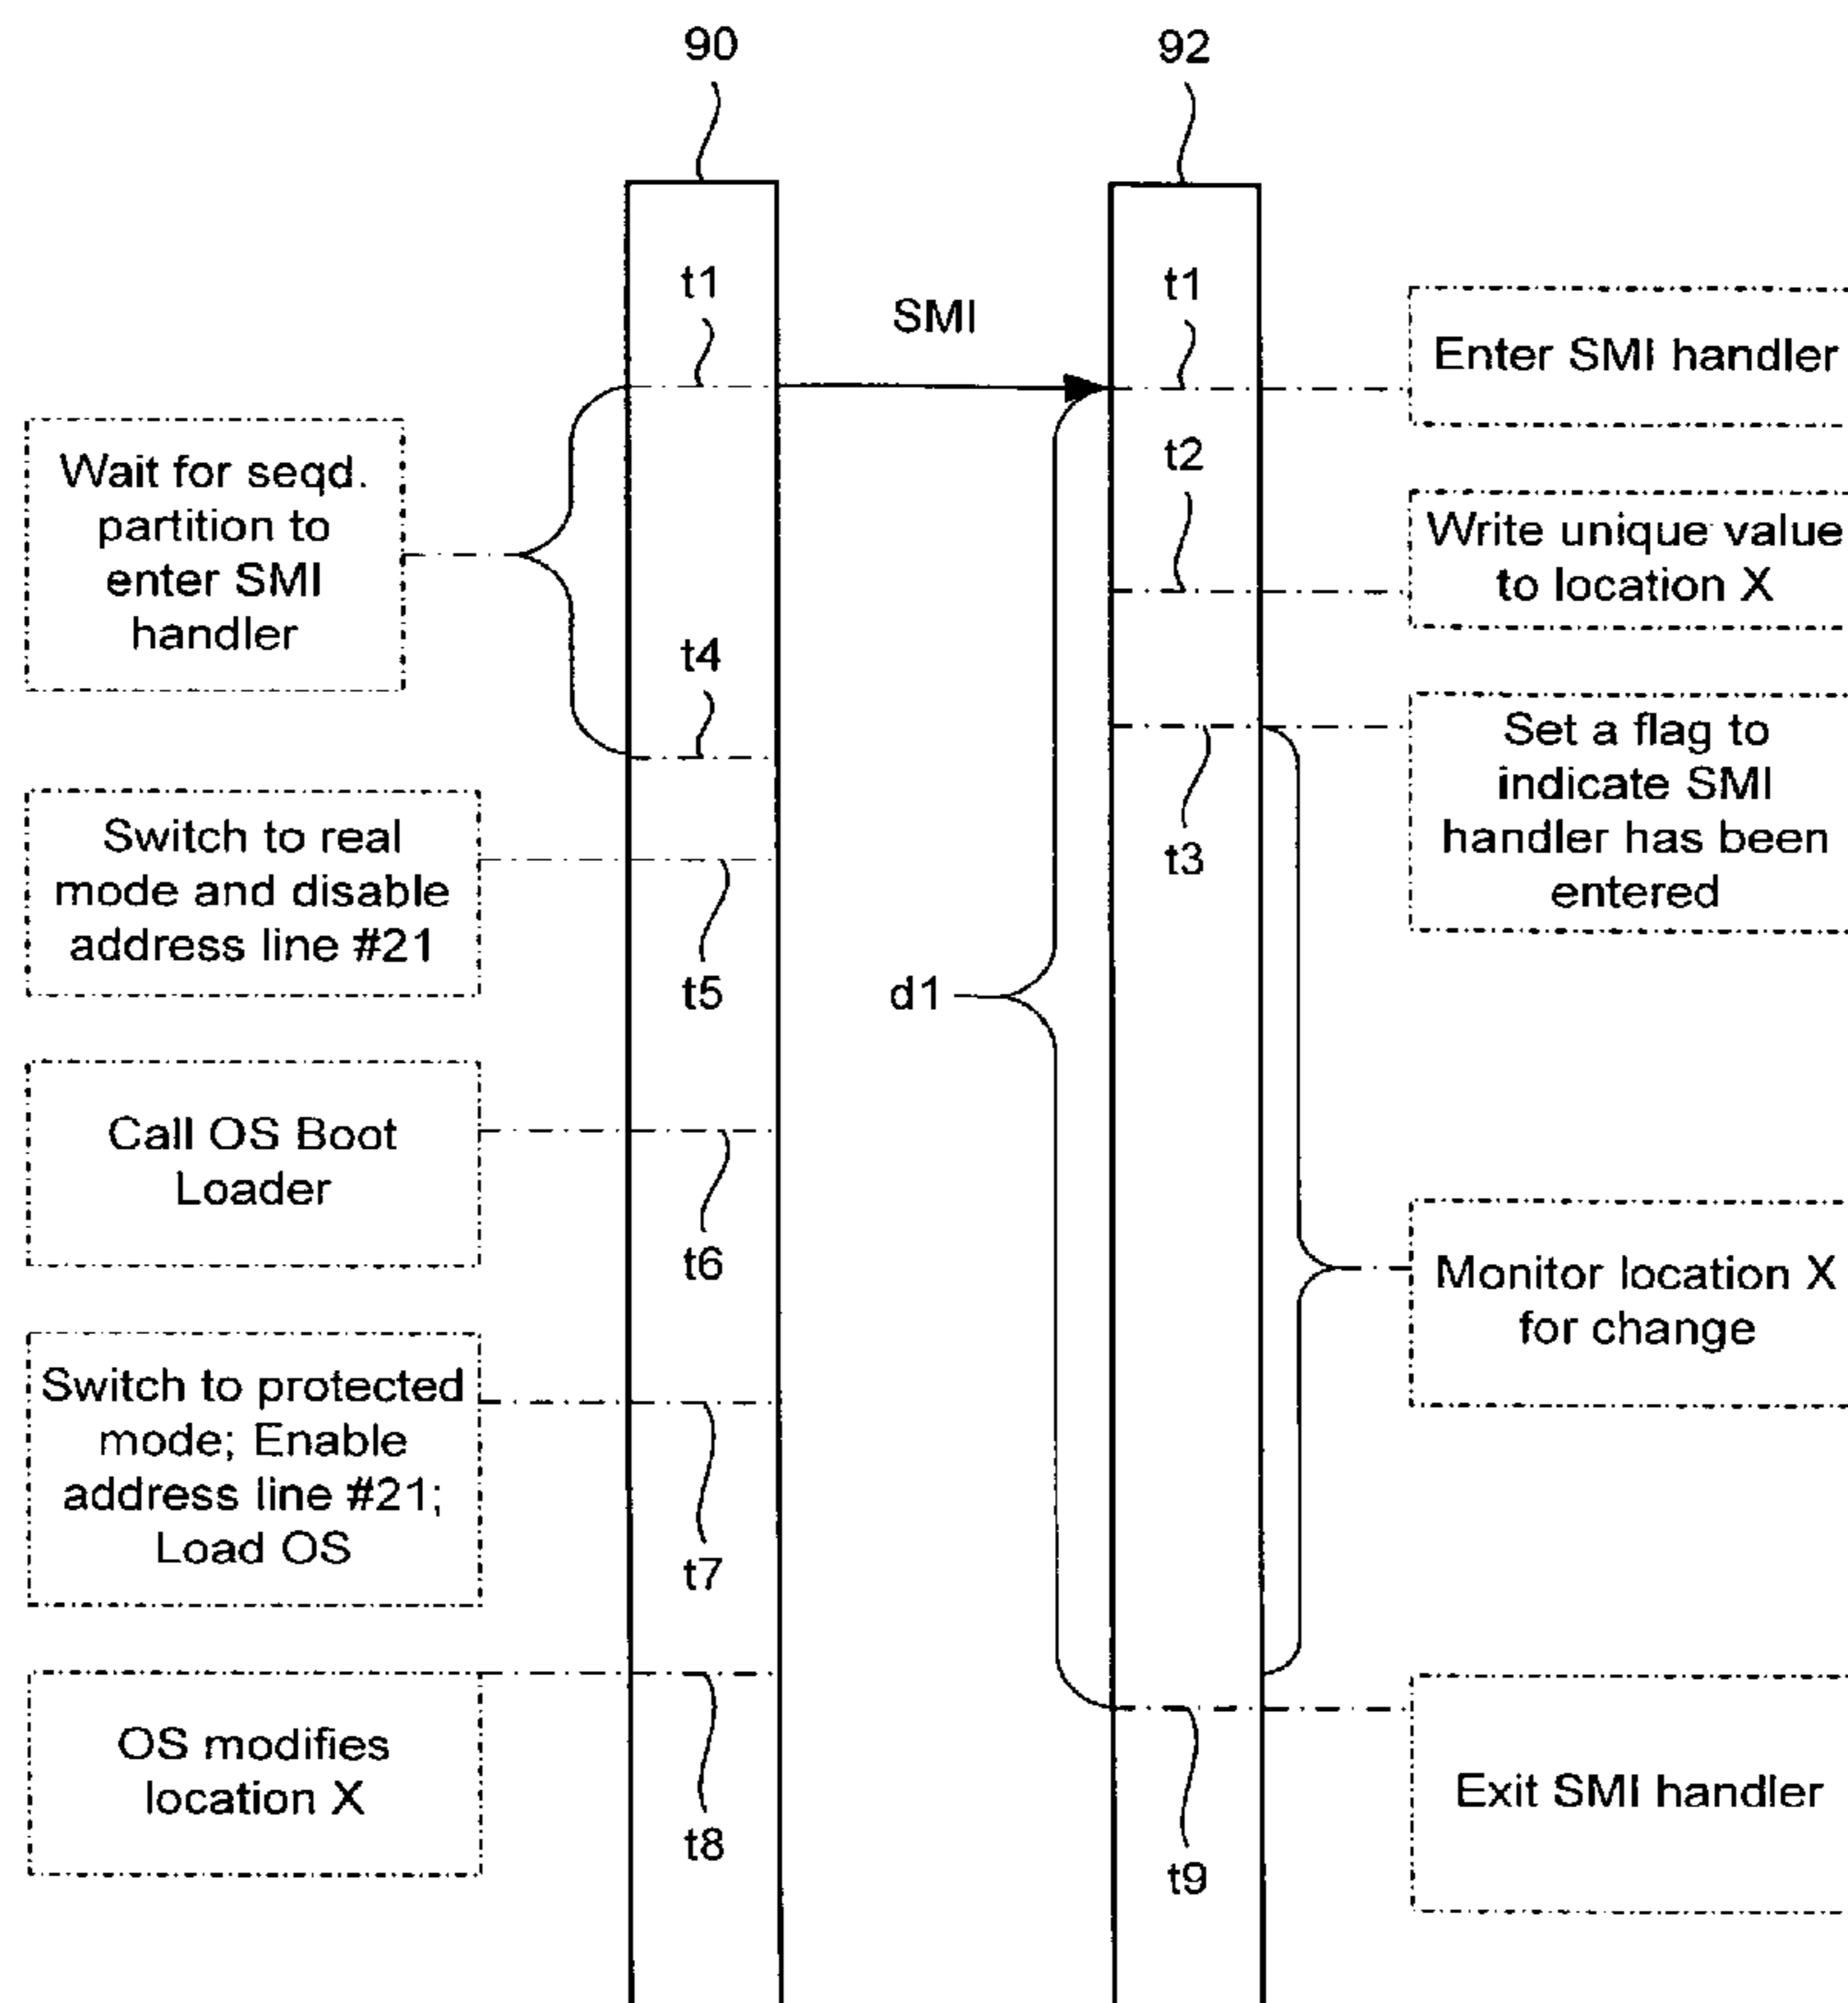 90
92
t1
SMI
t1
Enter SMI handler
Wait for seqd.
partition to
enter SMI
handler
t2
Write unique value
to location X
t4
Set a flag to
indicate SMI
handler has been
entered
t3
Switch to real
mode and disable
address line #21
t5
d1
Call OS Boot
Loader
t6
Monitor location X
for change
Switch to protected
mode; Enable
address line #21;
Load OS
t7
OS modifies
location X
t8
Exit SMI handler
t9